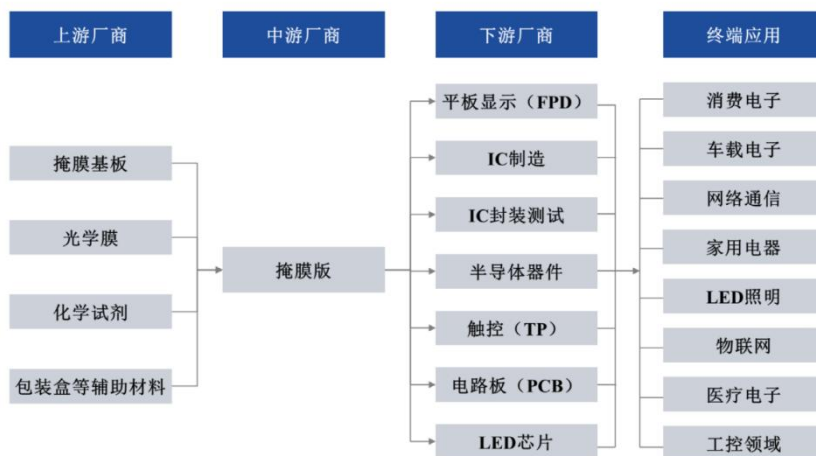 上游厂商
中游厂商
下游厂商
终端应用
掩膜基板
光学膜
化学试剂
包装盒等辅助材料
掩膜版
平板显示（FPD）
IC制造
IC封装测试
半导体器件
触控（TP）
电路板（PCB）
LED芯片
消费电子
车载电子
网络通信
家用电器
LED照明
物联网
医疗电子
工控领域